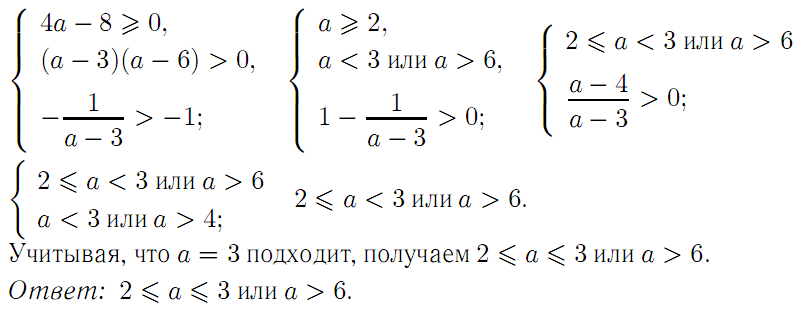 { 4a − 8 ⩾ 0,
(a − 3)(a − 6) > 0,
− 1/(a − 3) > −1;
{ a ⩾ 2,
a < 3 или a > 6,
1 − 1/(a − 3) > 0;
{ 2 ⩽ a < 3 или a > 6
(a − 4)/(a − 3) > 0;
{ 2 ⩽ a < 3 или a > 6
a < 3 или a > 4;
2 ⩽ a < 3 или a > 6.
Учитывая, что a = 3 подходит, получаем 2 ⩽ a ⩽ 3 или a > 6.
Ответ: 2 ⩽ a ⩽ 3 или a > 6.